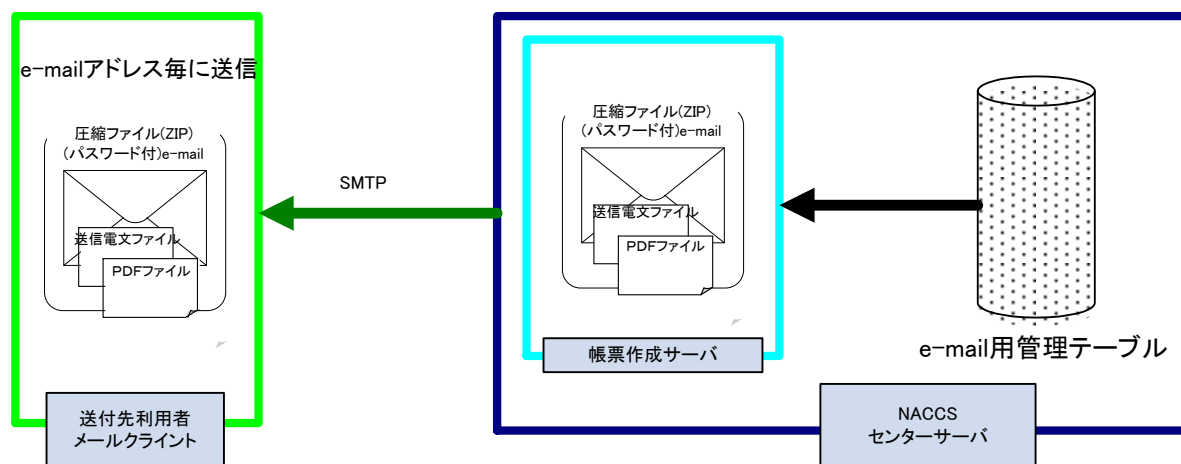 e-mailアドレス毎に送信
圧縮ファイル(ZIP)
(パスワード付)e-mail
送信電文ファイル
PDFファイル
送付先利用者
メールクライント
SMTP
圧縮ファイル(ZIP)
(パスワード付)e-mail
送信電文ファイル
PDFファイル
帳票作成サーバ
e-mail用管理テーブル
NACCS
センターサーバ